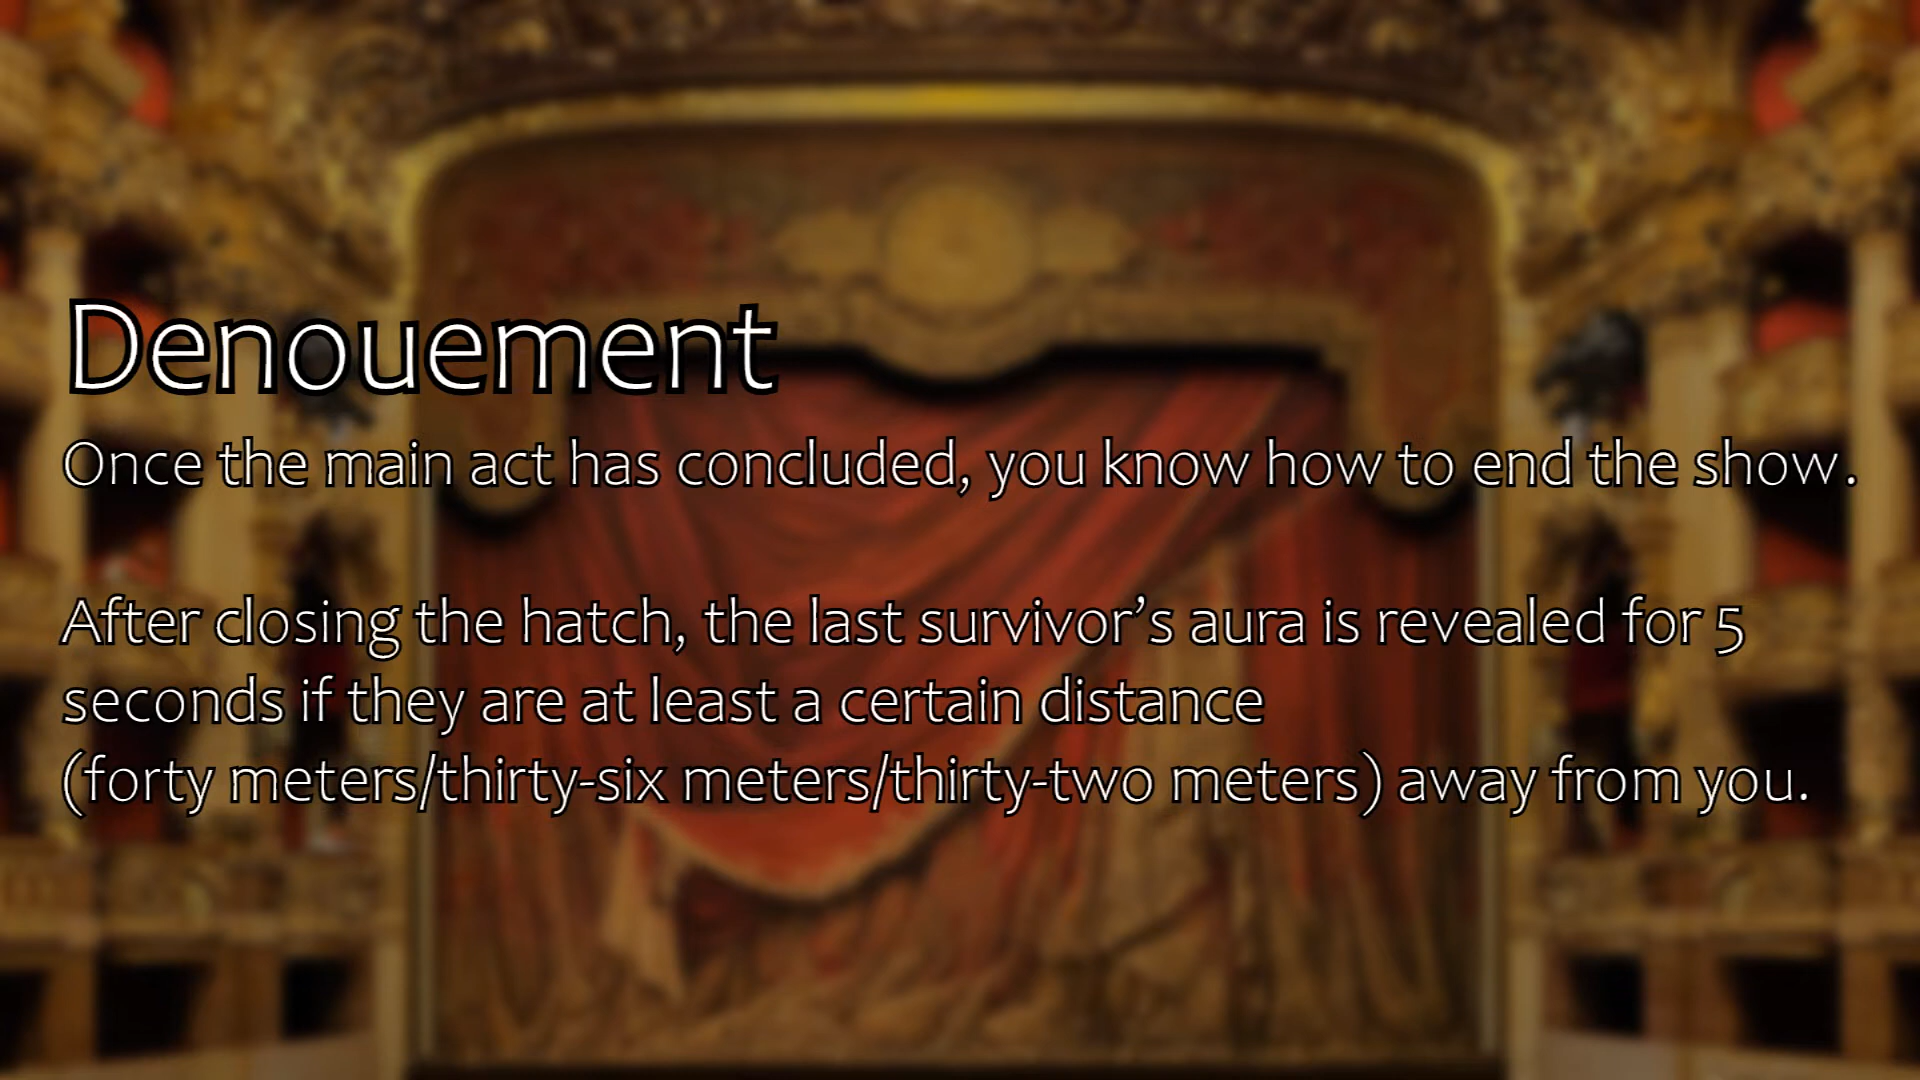 Denouement
Once the main act has concluded, you know how to end the show.
After closing the hatch, the last survivor’s aura is revealed for 5
seconds if they are at least a certain distance
(forty meters/thirty-six meters/thirty-two meters) away from you.